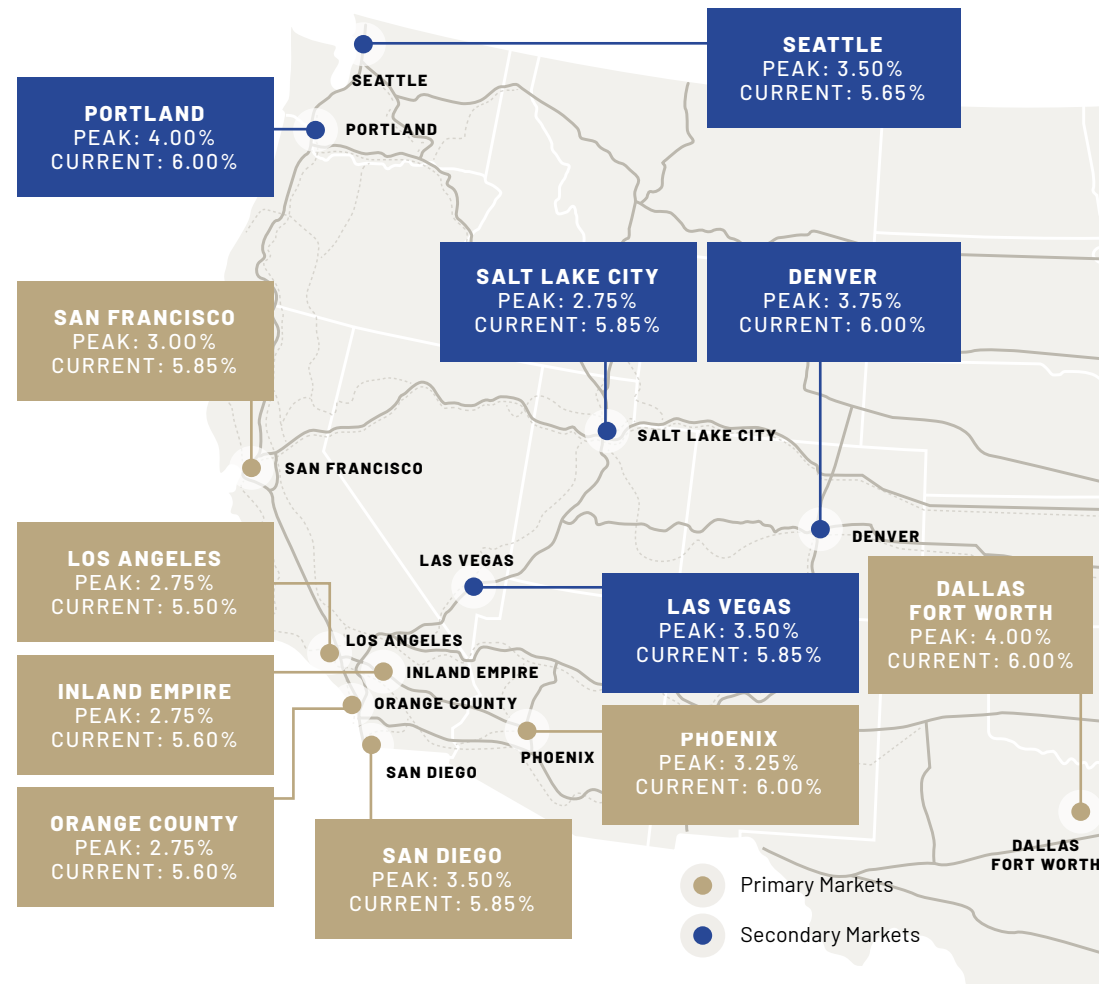 SEATTLE
PEAK: 3.50%
CURRENT: 5.65%
SEATTLE
PORTLAND
PEAK: 4.00%
CURRENT: 6.00%
PORTLAND
SALT LAKE CITY
PEAK: 2.75%
CURRENT: 5.85%
DENVER
PEAK: 3.75%
CURRENT: 6.00%
SAN FRANCISCO
PEAK: 3.00%
CURRENT: 5.85%
SALT LAKE CITY
SAN FRANCISCO
DENVER
LOS ANGELES
PEAK: 2.75%
CURRENT: 5.50%
LAS VEGAS
LAS VEGAS
PEAK: 3.50%
CURRENT: 5.85%
DALLAS
FORT WORTH
PEAK: 4.00%
CURRENT: 6.00%
LOS ANGELES
INLAND EMPIRE
INLAND EMPIRE
PEAK: 2.75%
CURRENT: 5.60%
ORANGE COUNTY
PHOENIX
PEAK: 3.25%
CURRENT: 6.00%
PHOENIX
SAN DIEGO
ORANGE COUNTY
PEAK: 2.75%
CURRENT: 5.60%
SAN DIEGO
PEAK: 3.50%
CURRENT: 5.85%
DALLAS
FORT WORTH
Primary Markets
Secondary Markets